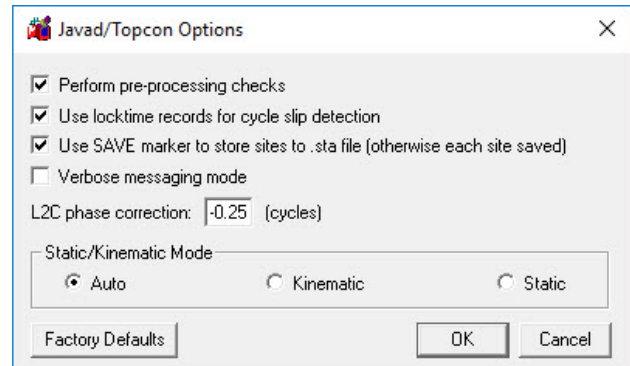 Javad/Topcon Options
Perform pre-processing checks
Use locktime records for cycle slip detection
Use SAVE marker to store sites to .sta file (otherwise each site saved)
Verbose messaging mode
L2C phase correction: -0.25 (cycles)
Static/Kinematic Mode
Auto Kinematic Static
Factory Defaults OK Cancel